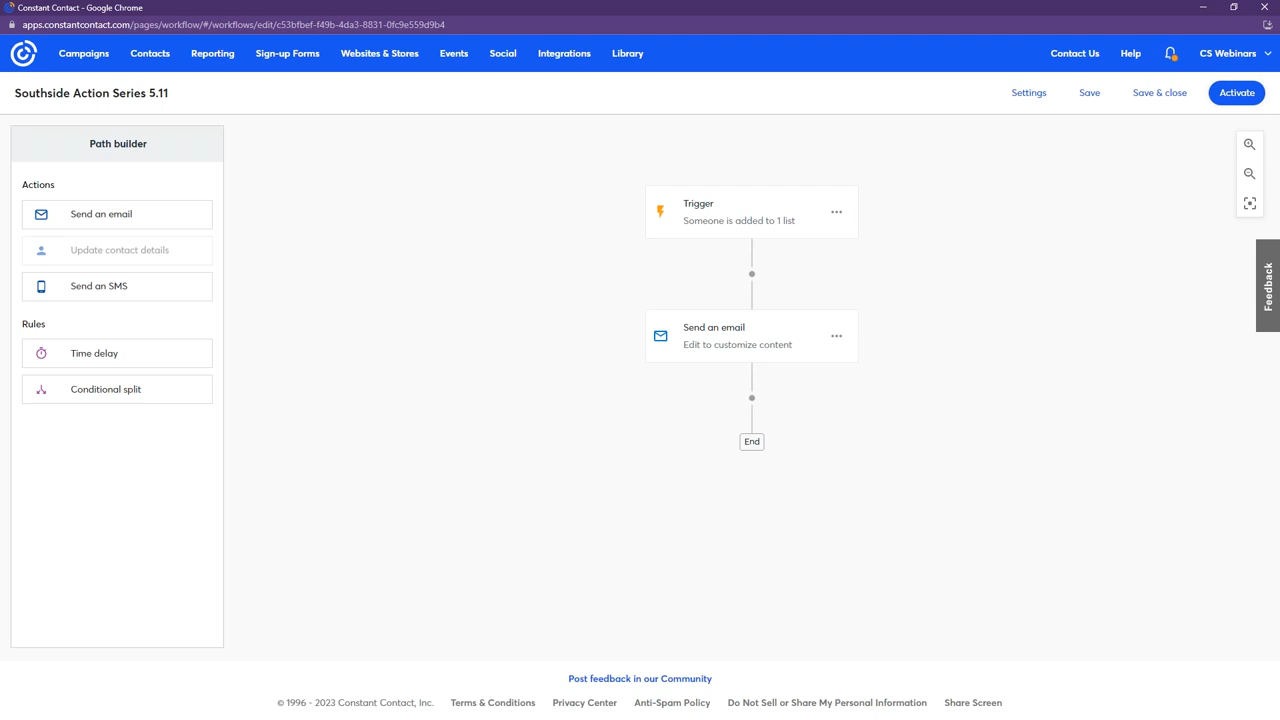 Constant Contact - Google Chrome
apps.constantcontact.com/pages/workflow/#/workflows/edit/c53bfbef-f49b-4da3-8831-0fc9e559d9b4
Campaigns Contacts Reporting Sign-up Forms Websites & Stores Events Social Integrations Library Contact Us Help CS Webinars
Southside Action Series 5.11 Settings Save Save & close Activate
Path builder
Actions
Send an email
Update contact details
Send an SMS
Rules
Time delay
Conditional split
Trigger
Someone is added to 1 list
Send an email
Edit to customize content
End
Feedback
Post feedback in our Community
© 1996 - 2023 Constant Contact, Inc. Terms & Conditions Privacy Center Anti-Spam Policy Do Not Sell or Share My Personal Information Share Screen